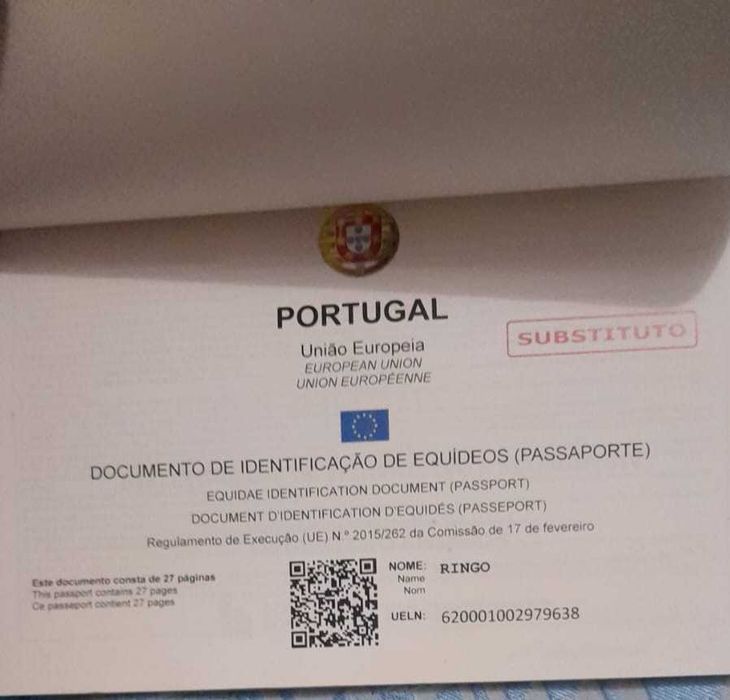 PORTUGAL
União Europeia
EUROPEAN UNION
UNION EUROPÉENNE
SUBSTITUTO
DOCUMENTO DE IDENTIFICAÇÃO DE EQUÍDEOS (PASSAPORTE)
EQUIDAE IDENTIFICATION DOCUMENT (PASSPORT)
DOCUMENT D'IDENTIFICATION D'EQUIDÉS (PASSEPORT)
Regulamento de Execução (UE) N.º 2015/262 da Comissão de 17 de fevereiro
Este documento consta de 27 páginas
This passport contains 27 pages
Ce passeport contient 27 pages
NOME: RINGO
Name
Nom
UELN: 620001002979638